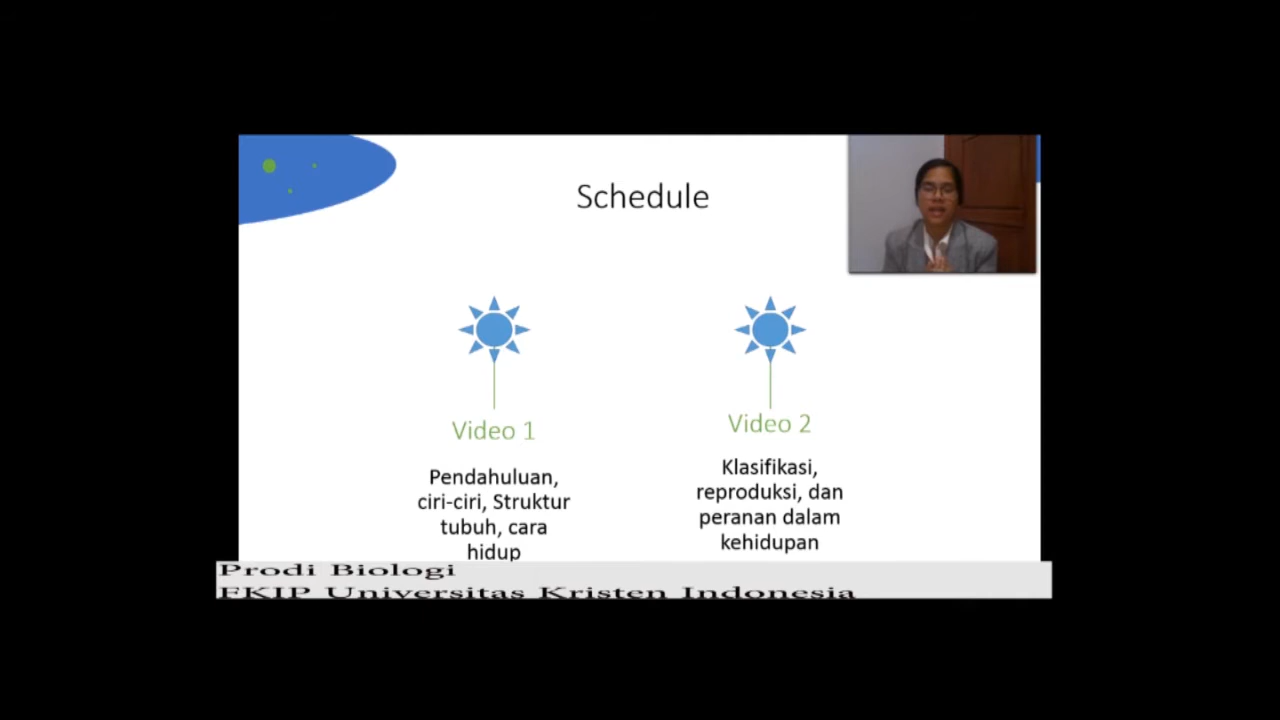 Schedule
Video 1
Pendahuluan,
ciri-ciri, Struktur
tubuh, cara
hidup
Video 2
Klasifikasi,
reproduksi, dan
peranan dalam
kehidupan
Prodi Biologi
FKIP Universitas Kristen Indonesia